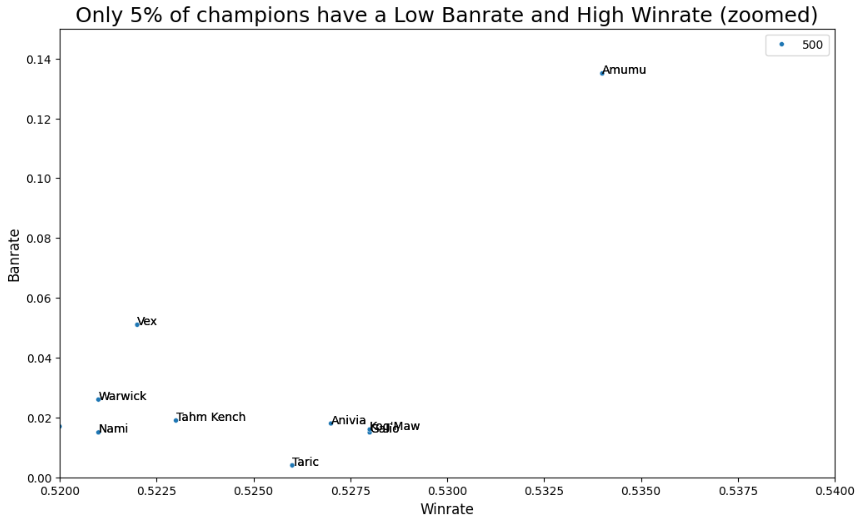 Only 5% of champions have a Low Banrate and High Winrate (zoomed)
500
0.14
0.12
0.10
0.08
0.06
0.04
0.02
0.00
Banrate
Amumu
Vex
Warwick
Tahm Kench
Anivia
Kog'Maw
Galio
Nami
Taric
0.5200
0.5225
0.5250
0.5275
0.5300
0.5325
0.5350
0.5375
0.5400
Winrate